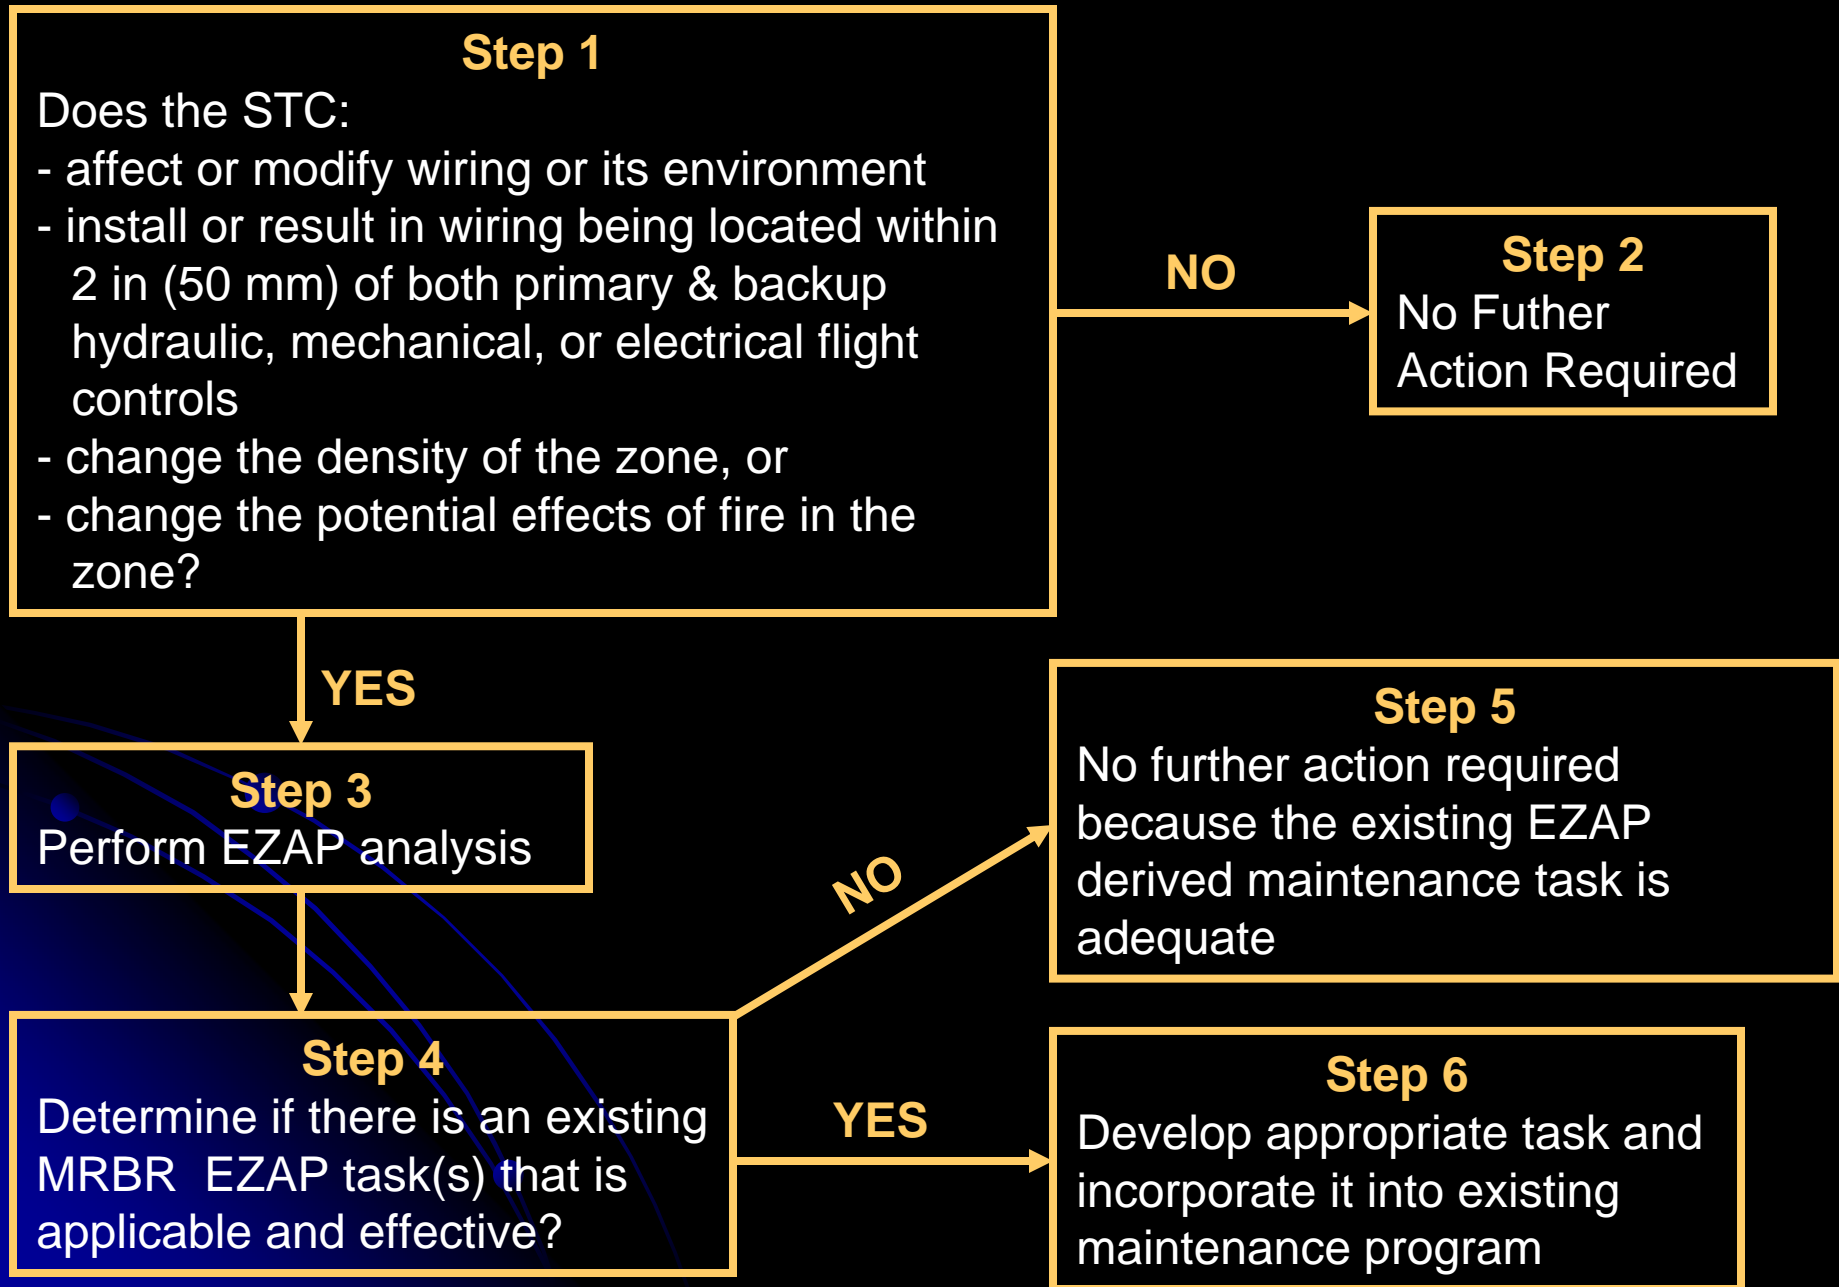 Step 1
Does the STC:
- affect or modify wiring or its environment
- install or result in wiring being located within
2 in (50 mm) of both primary & backup
hydraulic, mechanical, or electrical flight
controls
- change the density of the zone, or
- change the potential effects of fire in the
zone?
NO
Step 2
No Futher
Action Required
YES
Step 3
Perform EZAP analysis
NO
Step 5
No further action required
because the existing EZAP
derived maintenance task is
adequate
Step 4
Determine if there is an existing
MRBR  EZAP task(s) that is
applicable and effective?
YES
Step 6
Develop appropriate task and
incorporate it into existing
maintenance program